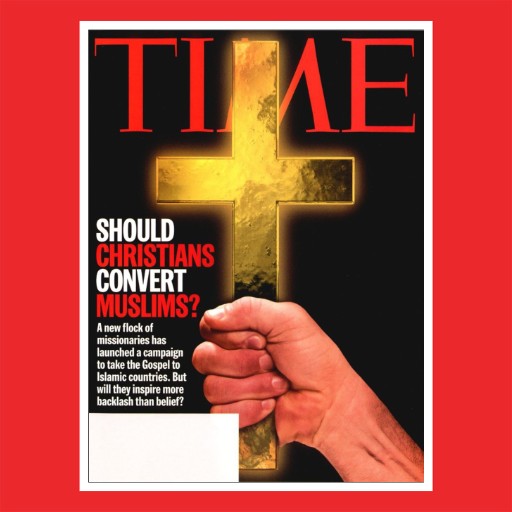 TIME
SHOULD
CHRISTIANS
CONVERT
MUSLIMS?
A new flock of
missionaries has
launched a campaign
to take the Gospel to
Islamic countries. But
will they inspire more
backlash than belief?